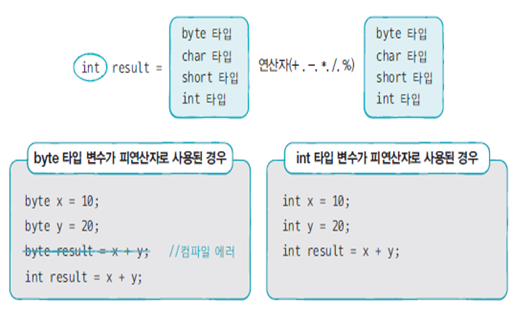 int result =
byte 타입
char 타입
short 타입
int 타입
연산자(+, -, *, /, %)
byte 타입
char 타입
short 타입
int 타입
byte 타입 변수가 피연산자로 사용된 경우
byte x = 10;
byte y = 20;
byte result = x + y; //컴파일 에러
int result = x + y;
int 타입 변수가 피연산자로 사용된 경우
int x = 10;
int y = 20;
int result = x + y;